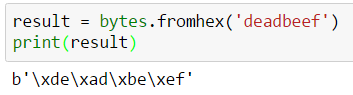 result = bytes.fromhex('deadbeef')
print(result)
b'\xde\xad\xbe\xef'